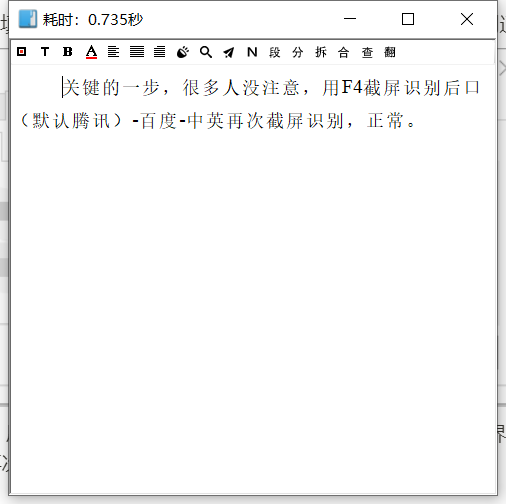 耗时：0.735秒
T B A N 段 分 拆 合 查 翻
关键的一步，很多人没注意，用F4截屏识别后口
（默认腾讯）-百度-中英再次截屏识别，正常。